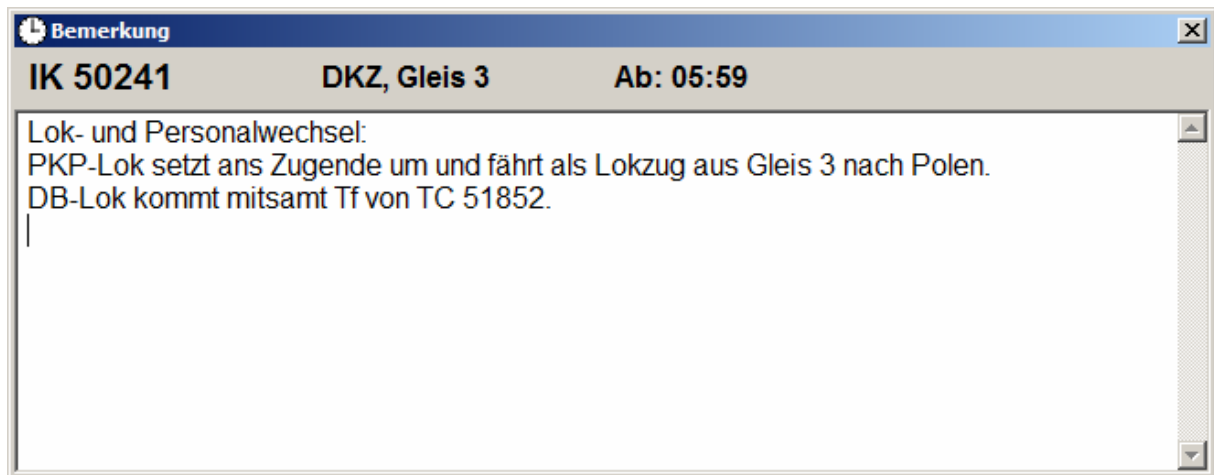 Bemerkung
IK 50241 DKZ, Gleis 3 Ab: 05:59
Lok- und Personalwechsel:
PKP-Lok setzt ans Zugende um und fährt als Lokzug aus Gleis 3 nach Polen.
DB-Lok kommt mitsamt Tf von TC 51852.